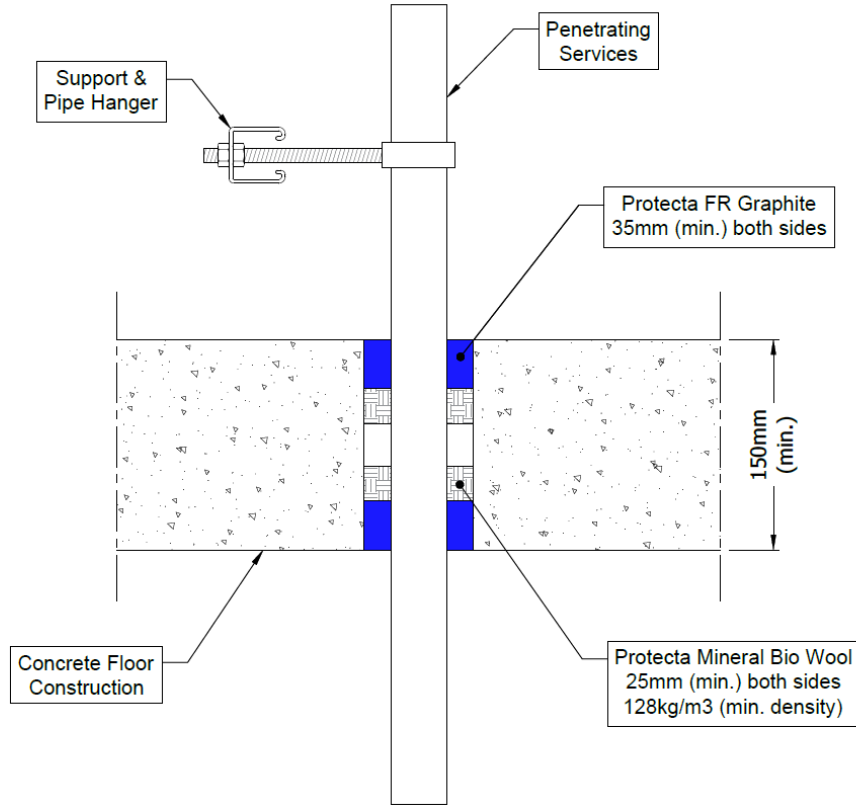 Penetrating
Services
Support &
Pipe Hanger
Protecta FR Graphite
35mm (min.) both sides
150mm
(min.)
Concrete Floor
Construction
Protecta Mineral Bio Wool
25mm (min.) both sides
128kg/m3 (min. density)